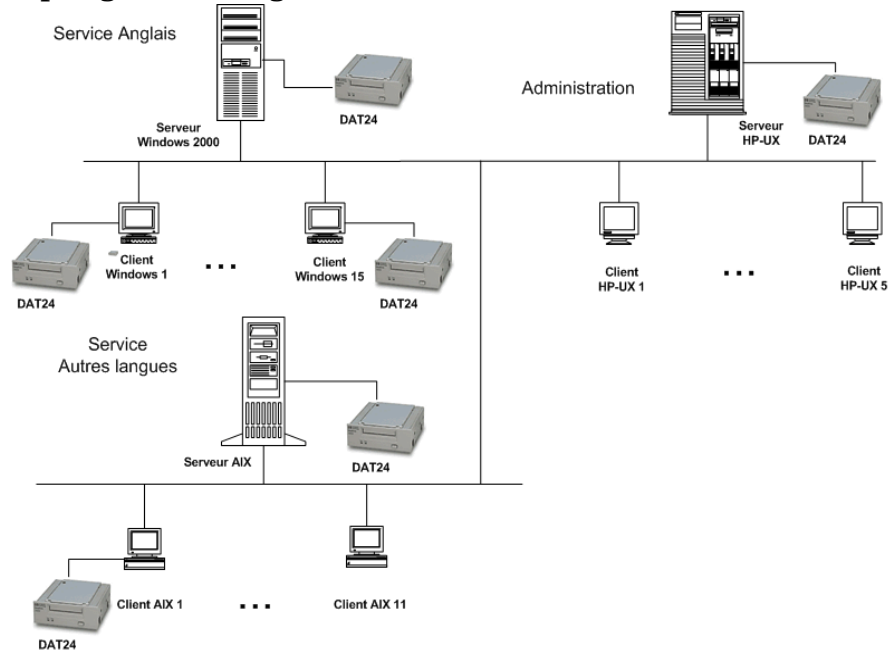 Service Anglais
DAT24
Serveur
Windows 2000
Administration
Serveur
HP-UX
DAT24
DAT24
Client
Windows 1
...
Client
Windows 15
DAT24
Client
HP-UX 1
...
Client
HP-UX 5
Service
Autres langues
Serveur AIX
DAT24
DAT24
Client AIX 1
...
Client AIX 11